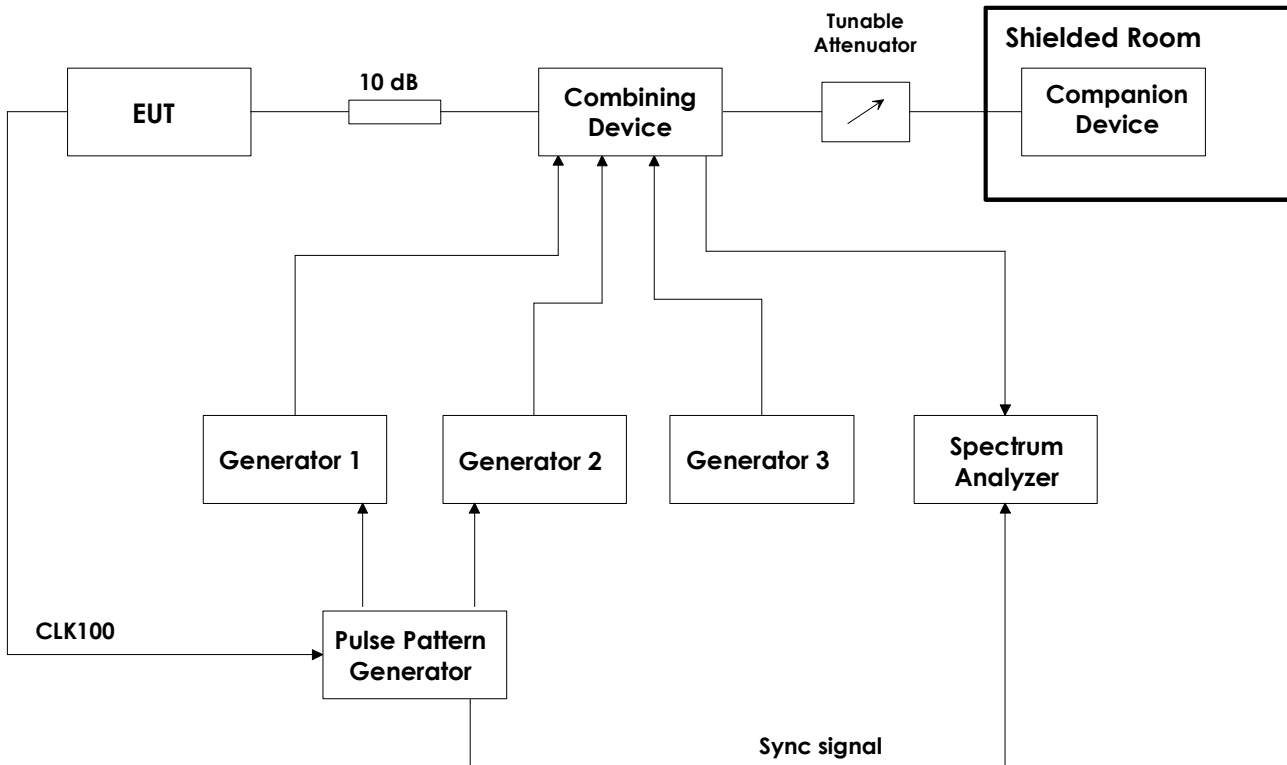 Tunable
Attenuator
Shielded Room
10 dB
EUT
Combining
Device
Companion
Device
Generator 1
Generator 2
Generator 3
Spectrum
Analyzer
CLK100
Pulse Pattern
Generator
Sync signal